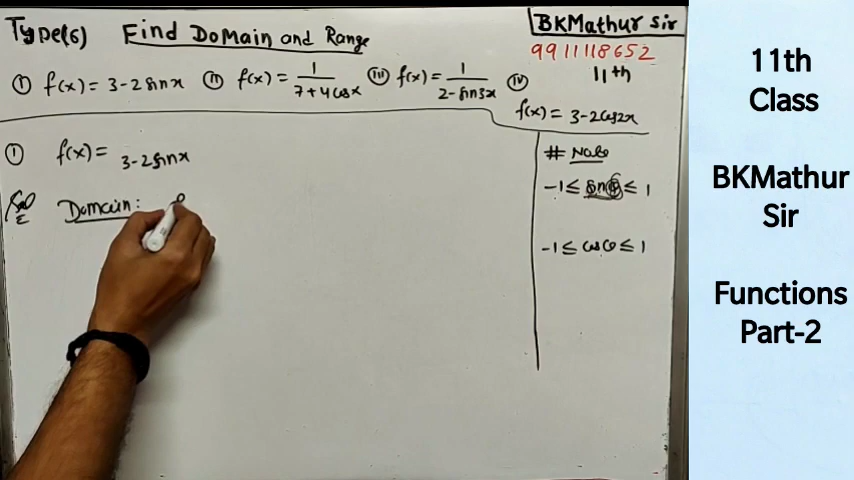 Type(6) Find Domain and Range
BKMathur Sir
9911118652
11th
① f(x) = 3-2 sinx ② f(x) = 1/(7+4cosx) ③ f(x) = 1/(2-sin3x) ④ f(x) = 3-2cos2x
① f(x) = 3-2sinx
Sol
Domain:
# Note
-1 ≤ sinθ ≤ 1
-1 ≤ cosθ ≤ 1
11th
Class
BKMathur
Sir
Functions
Part-2